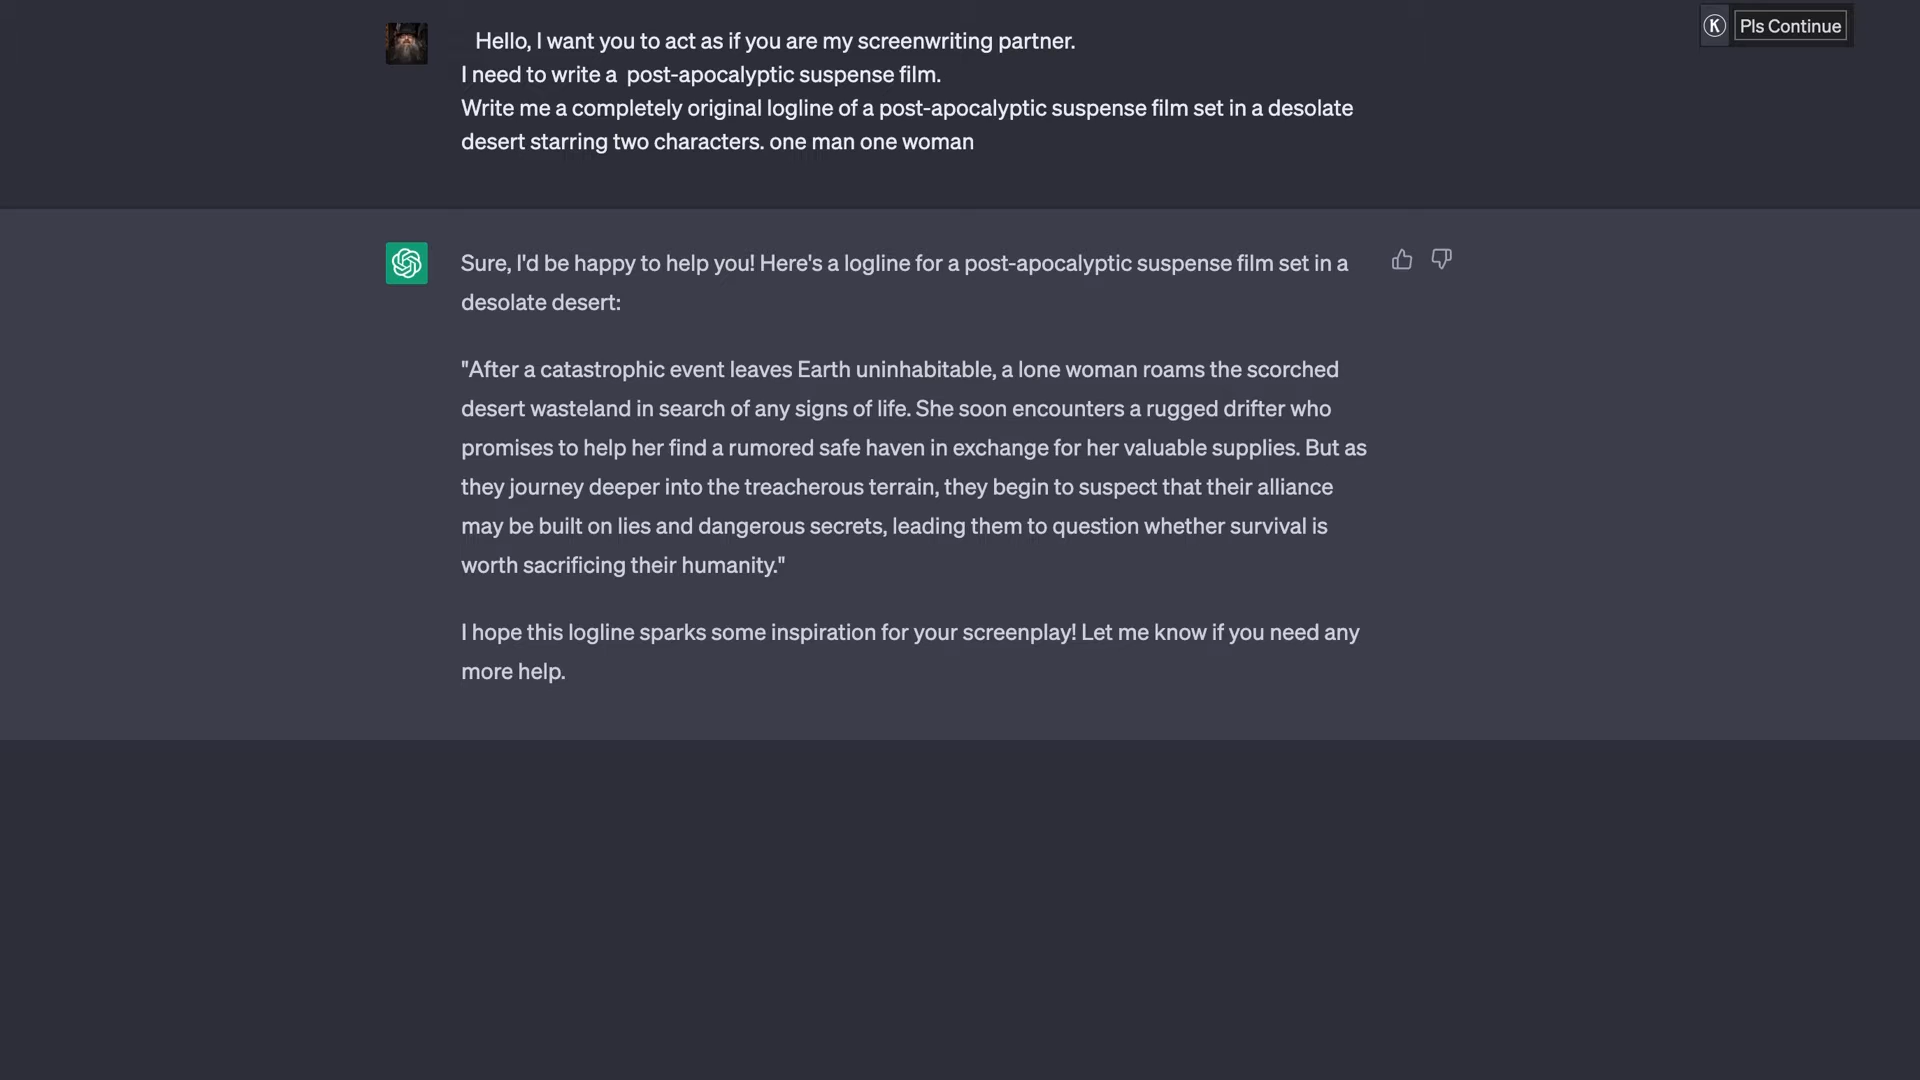 Hello, I want you to act as if you are my screenwriting partner.
I need to write a  post-apocalyptic suspense film.
Write me a completely original logline of a post-apocalyptic suspense film set in a desolate
desert starring two characters. one man one woman
K Pls Continue
Sure, I'd be happy to help you! Here's a logline for a post-apocalyptic suspense film set in a
desolate desert:
"After a catastrophic event leaves Earth uninhabitable, a lone woman roams the scorched
desert wasteland in search of any signs of life. She soon encounters a rugged drifter who
promises to help her find a rumored safe haven in exchange for her valuable supplies. But as
they journey deeper into the treacherous terrain, they begin to suspect that their alliance
may be built on lies and dangerous secrets, leading them to question whether survival is
worth sacrificing their humanity."
I hope this logline sparks some inspiration for your screenplay! Let me know if you need any
more help.